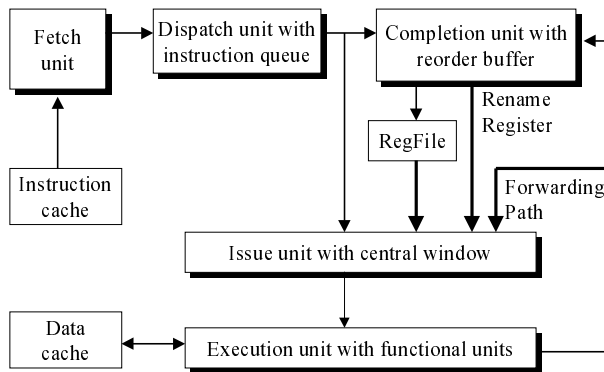 Fetch
unit
Dispatch unit with
instruction queue
Completion unit with
reorder buffer
Rename
Register
RegFile
Instruction
cache
Forwarding
Path
Issue unit with central window
Data
cache
Execution unit with functional units